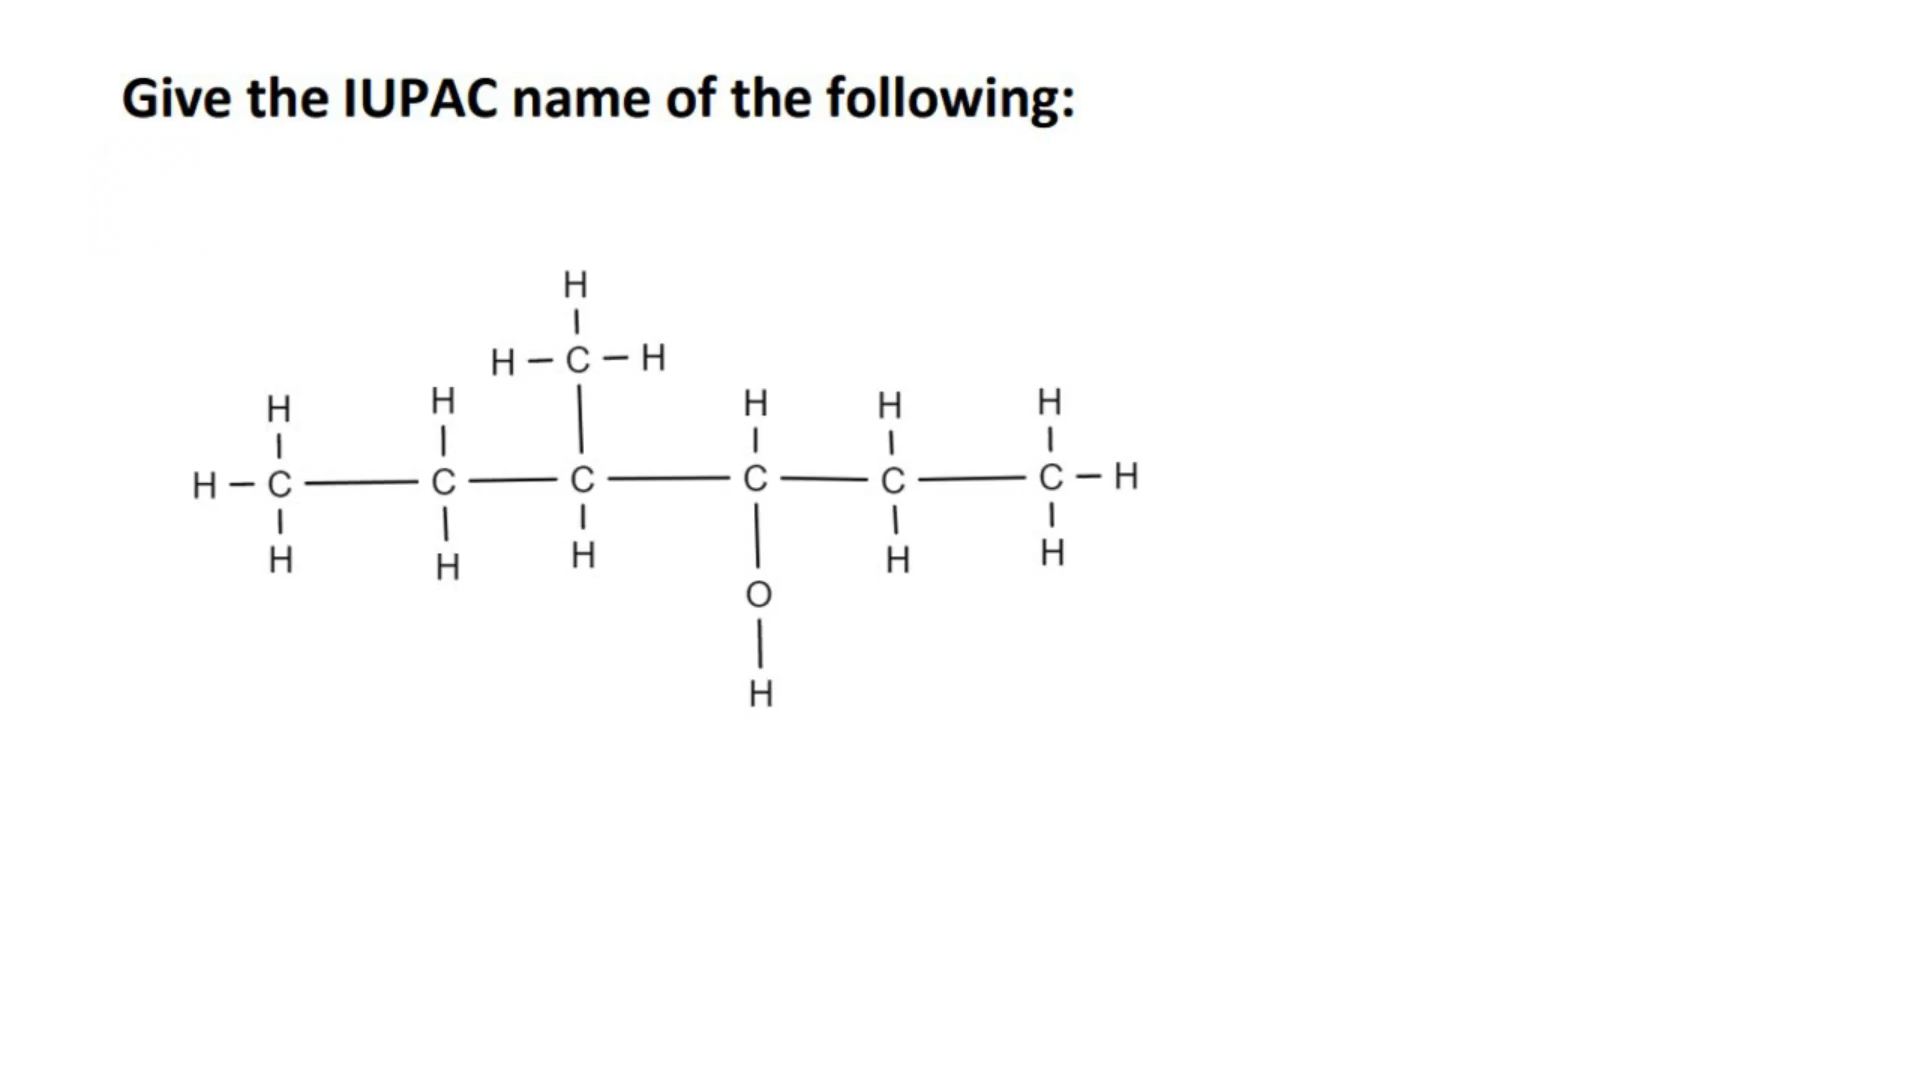 Give the IUPAC name of the following:
H
H – C – H
H H H H H
H – C – C – C – C – C – C – H
H H H H H
O
H